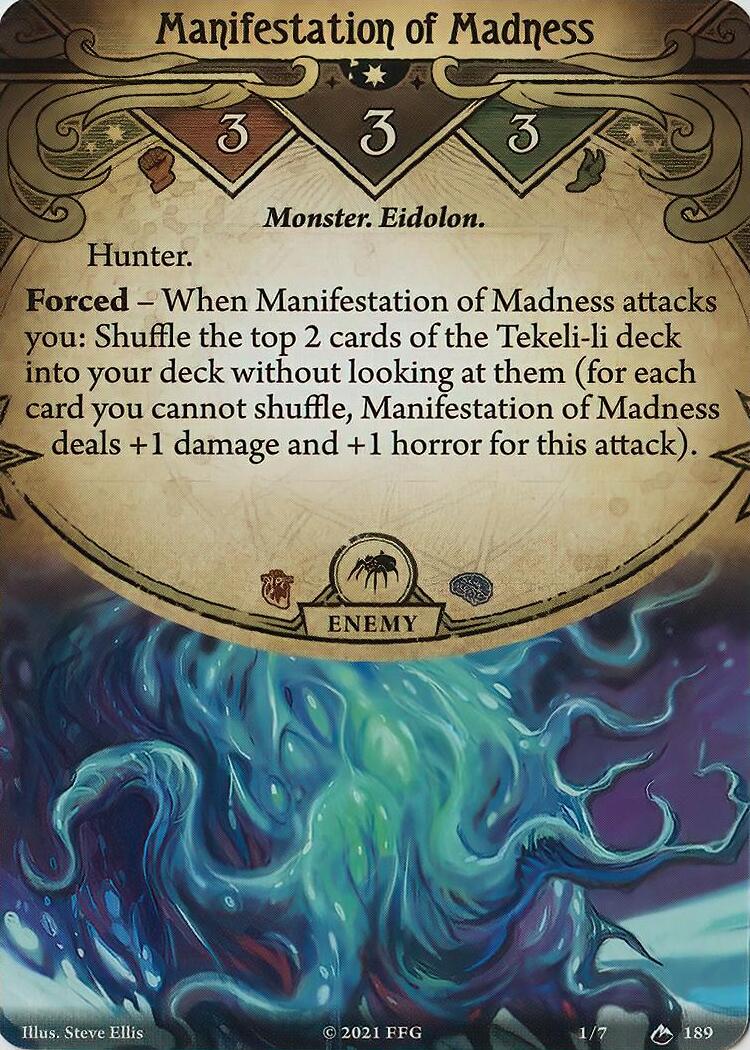 Manifestation of Madness
3 3 3
Monster. Eidolon.
Hunter.
Forced – When Manifestation of Madness attacks
you: Shuffle the top 2 cards of the Tekeli-li deck
into your deck without looking at them (for each
card you cannot shuffle, Manifestation of Madness
deals +1 damage and +1 horror for this attack).
ENEMY
Illus. Steve Ellis © 2021 FFG 1/7 189